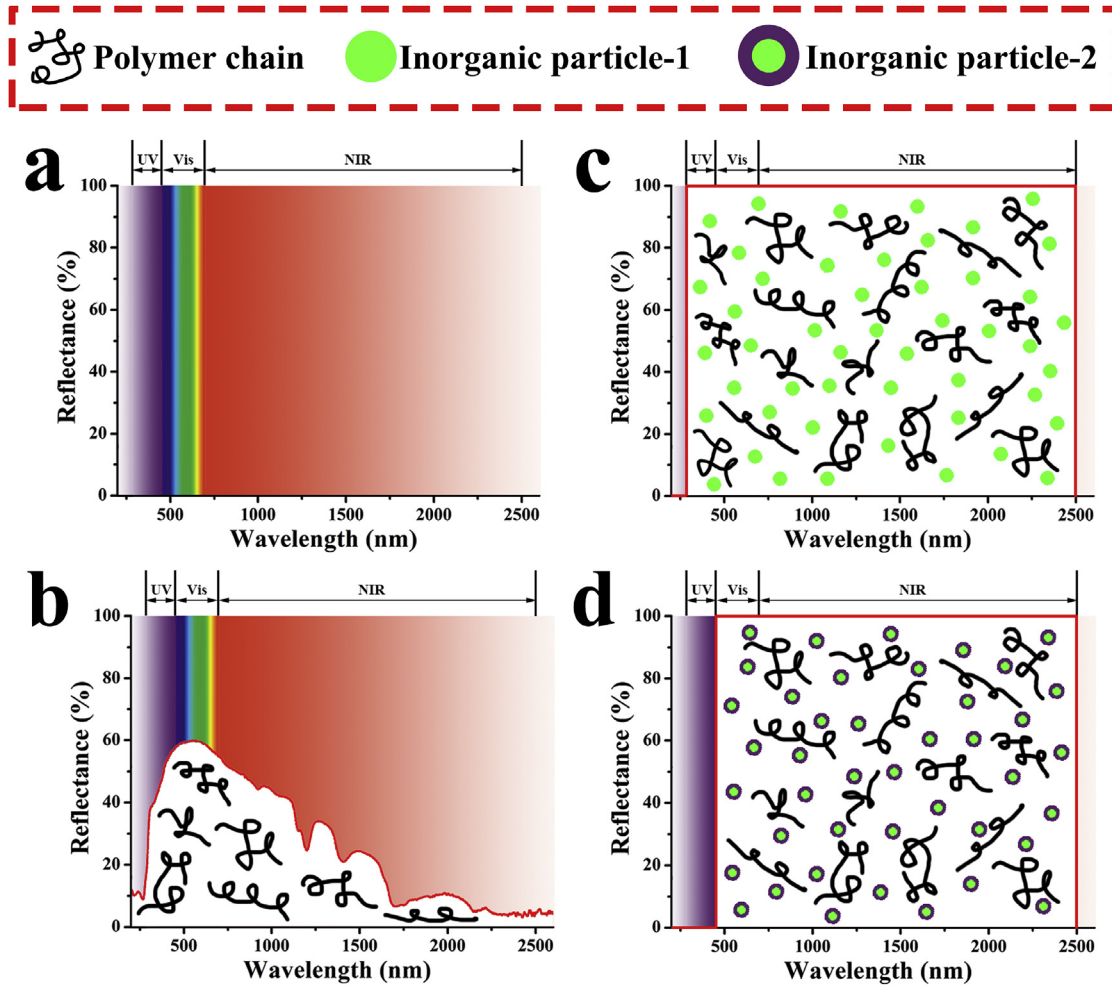 Polymer chain Inorganic particle-1 Inorganic particle-2
a
UV Vis NIR
100
80
60
40
20
0
Reflectance (%)
500 1000 1500 2000 2500
Wavelength (nm)
c
UV Vis NIR
100
80
60
40
20
0
Reflectance (%)
500 1000 1500 2000 2500
Wavelength (nm)
b
UV Vis NIR
100
80
60
40
20
0
Reflectance (%)
500 1000 1500 2000 2500
Wavelength (nm)
d
UV Vis NIR
100
80
60
40
20
0
Reflectance (%)
500 1000 1500 2000 2500
Wavelength (nm)